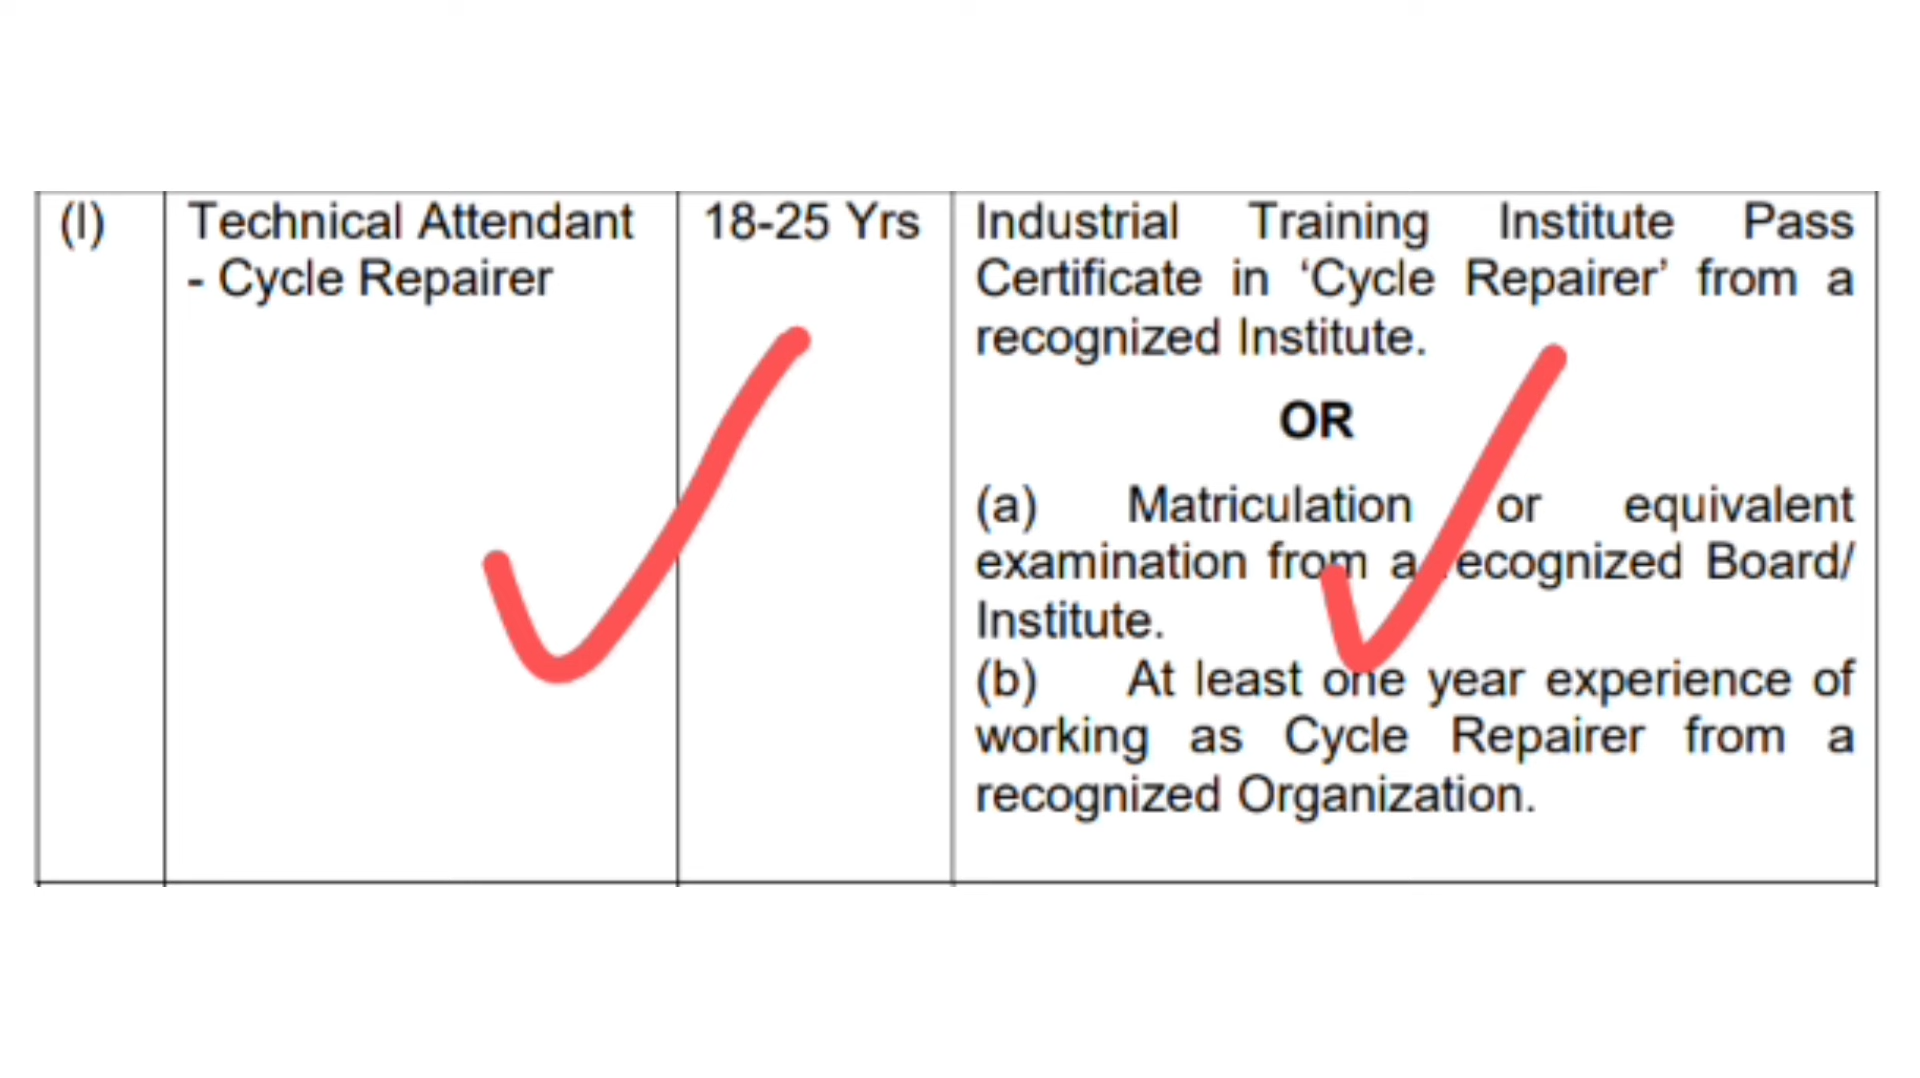 (l)
Technical Attendant
- Cycle Repairer
18-25 Yrs
Industrial Training Institute Pass
Certificate in ‘Cycle Repairer’ from a
recognized Institute.
OR
(a) Matriculation or equivalent
examination from a recognized Board/
Institute.
(b) At least one year experience of
working as Cycle Repairer from a
recognized Organization.